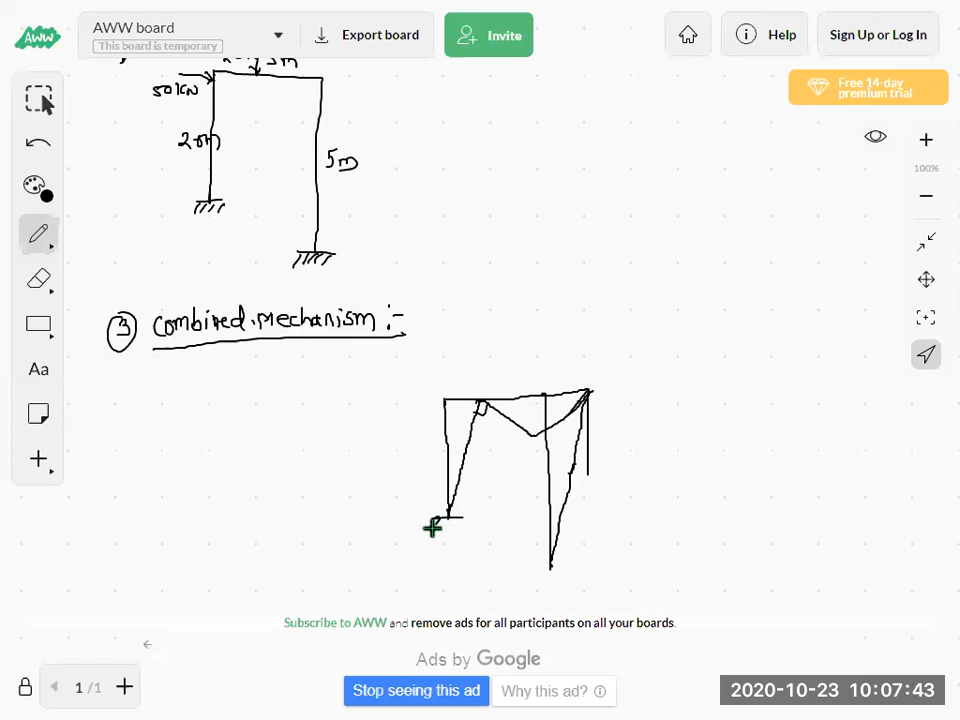 AWW
AWW board
This board is temporary
Export board
Invite
Help
Sign Up or Log In
Free 14-day
premium trial
50 kN
5m
100%
③ Combined.mechanism :-
Aa
Subscribe to AWW and remove ads for all participants on all your boards.
1 / 1
Ads by Google
Stop seeing this ad
Why this ad?
2020-10-23 10:07:43